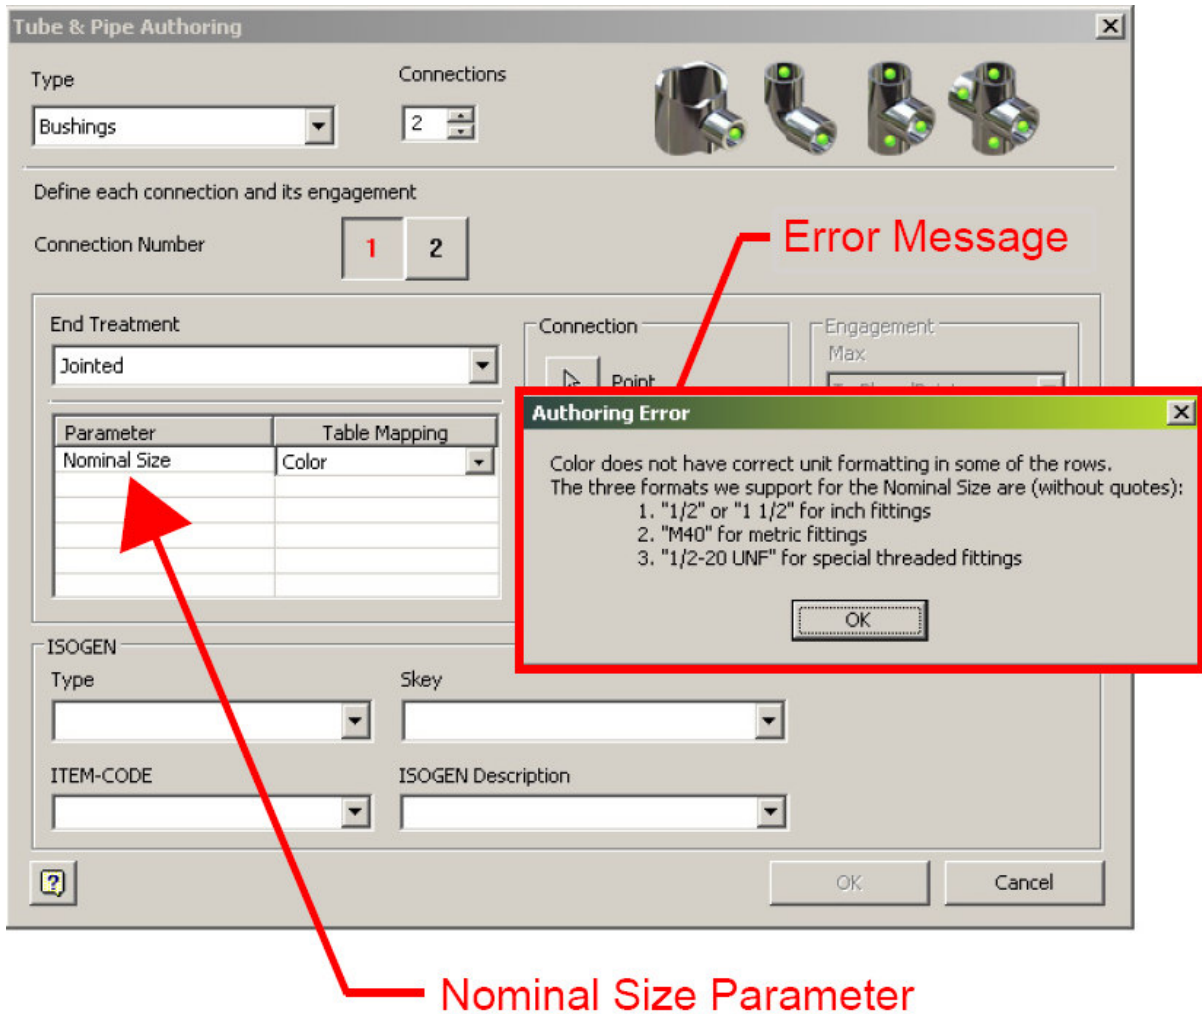 Tube & Pipe Authoring
Type
Connections
Bushings
2
Define each connection and its engagement
Connection Number
1
2
Error Message
End Treatment
Connection
Engagement
Max
Jointed
Point
Parameter
Table Mapping
Nominal Size
Color
Authoring Error
Color does not have correct unit formatting in some of the rows.
The three formats we support for the Nominal Size are (without quotes):
1. "1/2" or "1 1/2" for inch fittings
2. "M40" for metric fittings
3. "1/2-20 UNF" for special threaded fittings
OK
ISOGEN
Type
Skey
ITEM-CODE
ISOGEN Description
?
OK
Cancel
Nominal Size Parameter